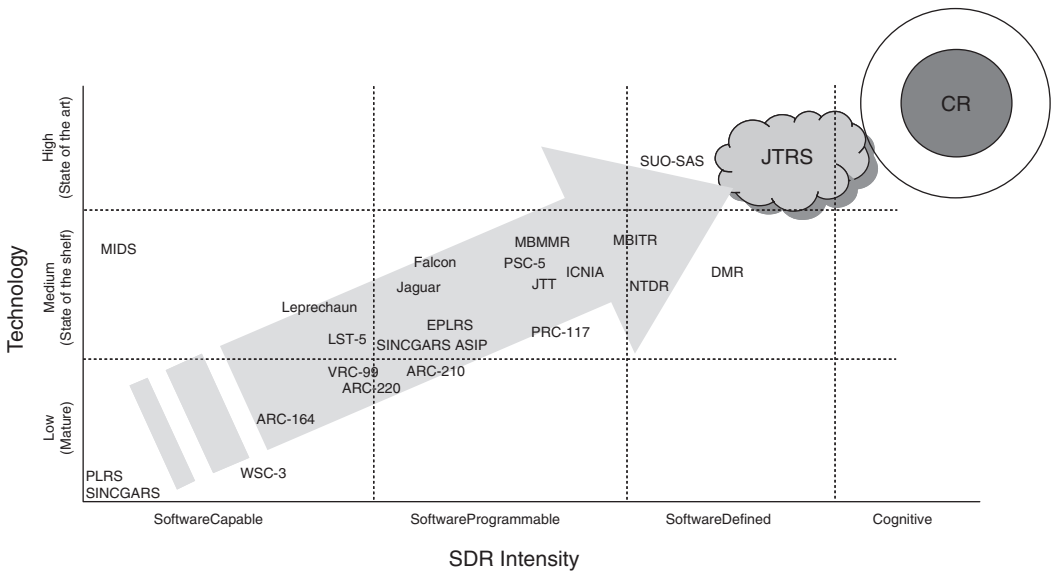 CR
High
(State of the art)
SUO-SAS
JTRS
Technology
Medium
(State of the shelf)
MIDS
MBMMR
MBITR
Falcon
PSC-5
ICNIA
DMR
Jaguar
JTT
NTDR
Leprechaun
EPLRS
PRC-117
LST-5
SINCGARS ASIP
Low
(Mature)
VRC-99
ARC-210
ARC-220
ARC-164
WSC-3
PLRS
SINCGARS
SoftwareCapable
SoftwareProgrammable
SoftwareDefined
Cognitive
SDR Intensity